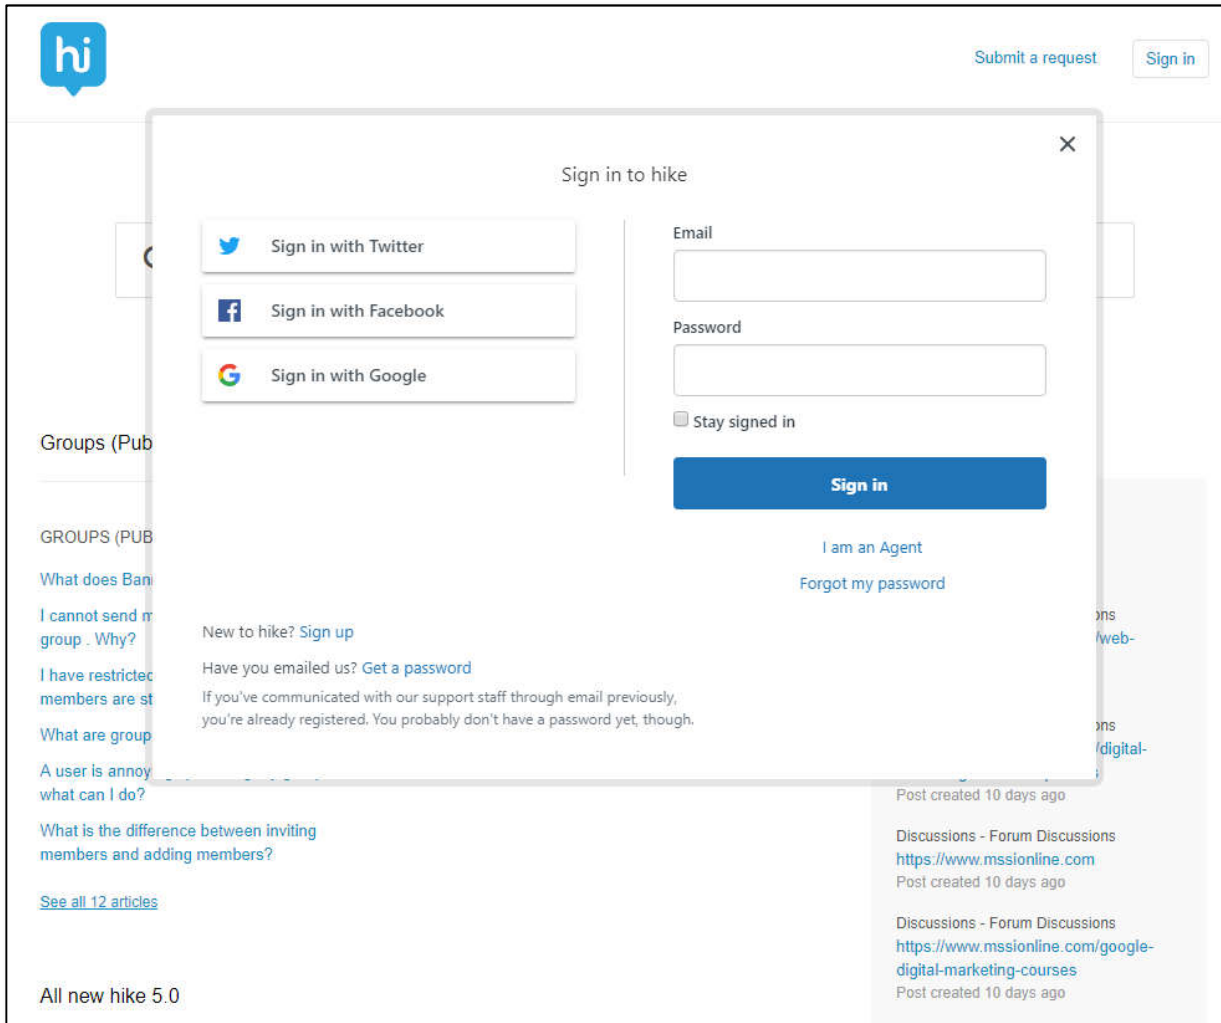 hi
Submit a request
Sign in
Sign in to hike
Sign in with Twitter
Sign in with Facebook
Sign in with Google
Email
Password
Stay signed in
Sign in
I am an Agent
Forgot my password
New to hike? Sign up
Have you emailed us? Get a password
If you've communicated with our support staff through email previously,
you're already registered. You probably don't have a password yet, though.
Groups (Pub
GROUPS (PUB
What does Ban
I cannot send m
group . Why?
I have restricted
members are st
What are group
A user is annoy
what can I do?
What is the difference between inviting
members and adding members?
See all 12 articles
All new hike 5.0
ons
/web-
ons
/digital-
Post created 10 days ago
Discussions - Forum Discussions
https://www.mssionline.com
Post created 10 days ago
Discussions - Forum Discussions
https://www.mssionline.com/google-
digital-marketing-courses
Post created 10 days ago